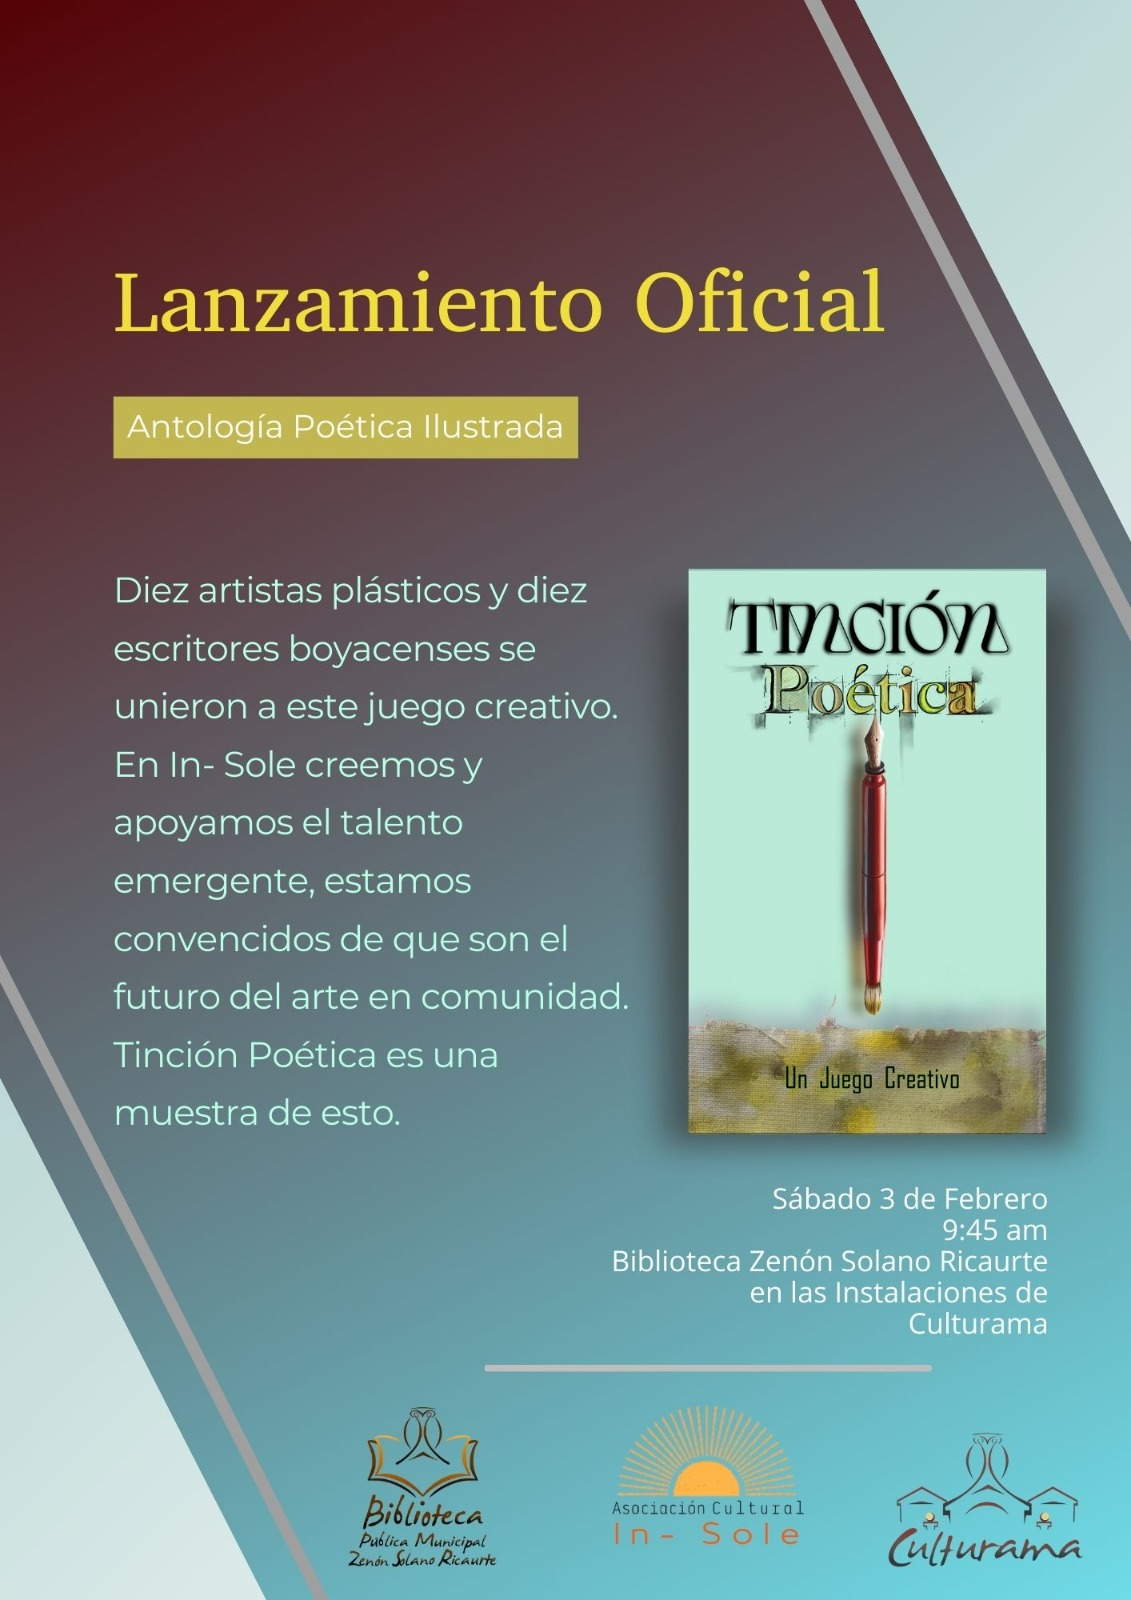 Lanzamiento Oficial
Antología Poética Ilustrada
Diez artistas plásticos y diez
escritores boyacenses se
unieron a este juego creativo.
En In- Sole creemos y
apoyamos el talento
emergente, estamos
convencidos de que son el
futuro del arte en comunidad.
Tinción Poética es una
muestra de esto.
TINCIÓN
Poética
Un Juego Creativo
Sábado 3 de Febrero
9:45 am
Biblioteca Zenón Solano Ricaurte
en las Instalaciones de
Culturama
Biblioteca
Pública Municipal
Zenón Solano Ricaurte
Asociación Cultural
In- Sole
Culturama